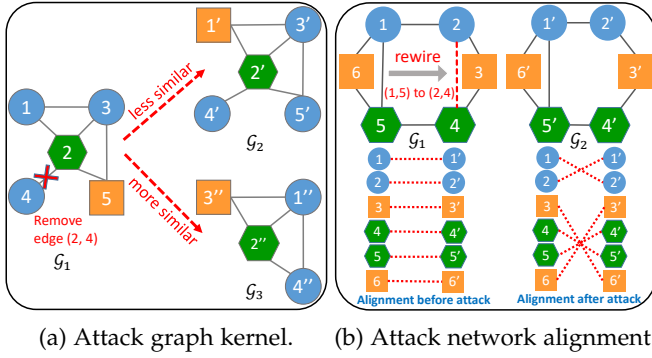 1
3
2
4
5
Remove
edge (2, 4)
𝒢1
less similar
more similar
1′
3′
2′
4′
5′
𝒢2
3′′
1′′
2′′
4′′
𝒢3
(a) Attack graph kernel.
1
2
6
rewire
3
(1,5) to (2,4)
5
𝒢1
4
1′
2′
6′
3′
5′
𝒢2
4′
1 1′
2 2′
3 3′
4 4′
5 5′
6 6′
Alignment before attack
1 1′
2 2′
3 3′
4 4′
5 5′
6 6′
Alignment after attack
(b) Attack network alignment